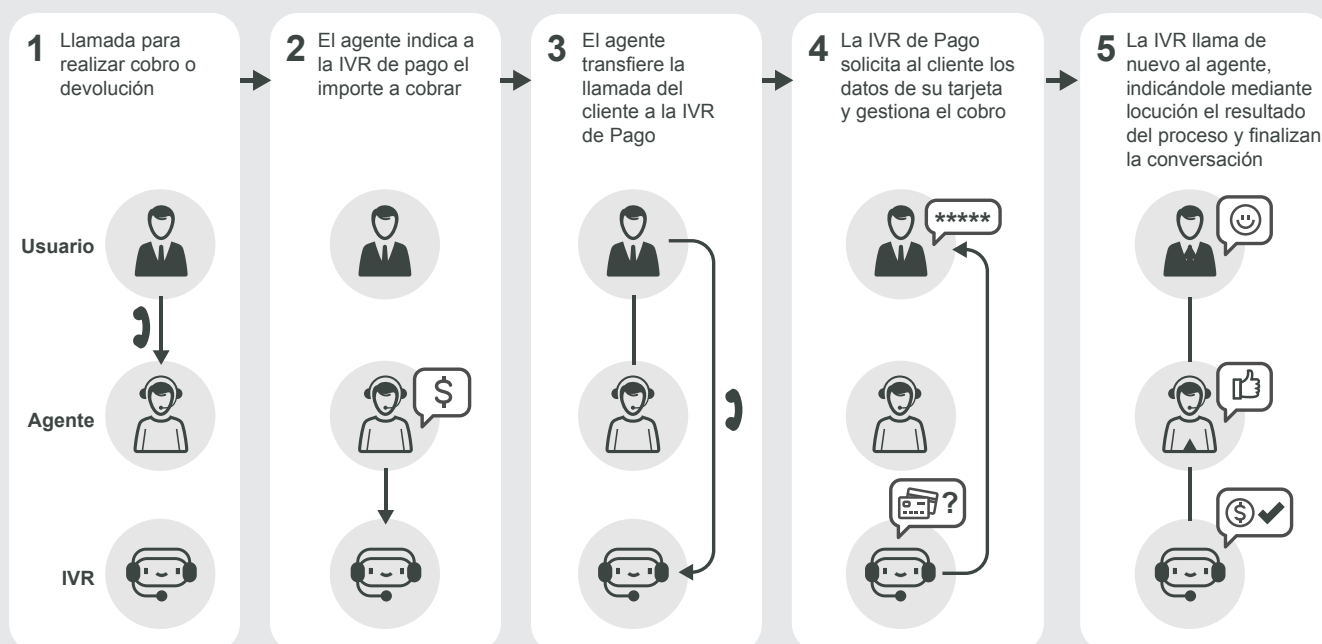 1
Llamada para
realizar cobro o
devolución
2
El agente indica a
la IVR de pago el
importe a cobrar
3
El agente
transfiere la
llamada del
cliente a la IVR
de Pago
4
La IVR de Pago
solicita al cliente los
datos de su tarjeta
y gestiona el cobro
5
La IVR llama de
nuevo al agente,
indicándole mediante
locución el resultado
del proceso y finalizan
la conversación
Usuario
*****
Agente
$
?
$
IVR